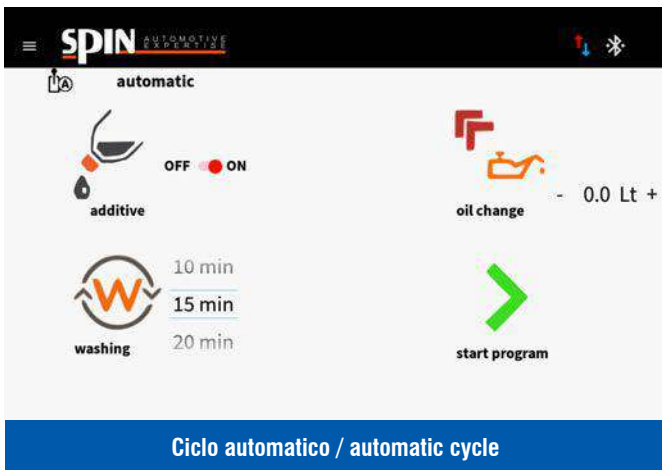 SPIN AUTOMOTIVE EXPERTISE
A automatic
OFF ON
additive
oil change
- 0.0 Lt +
W
10 min
15 min
20 min
washing
start program
Ciclo automatico / automatic cycle